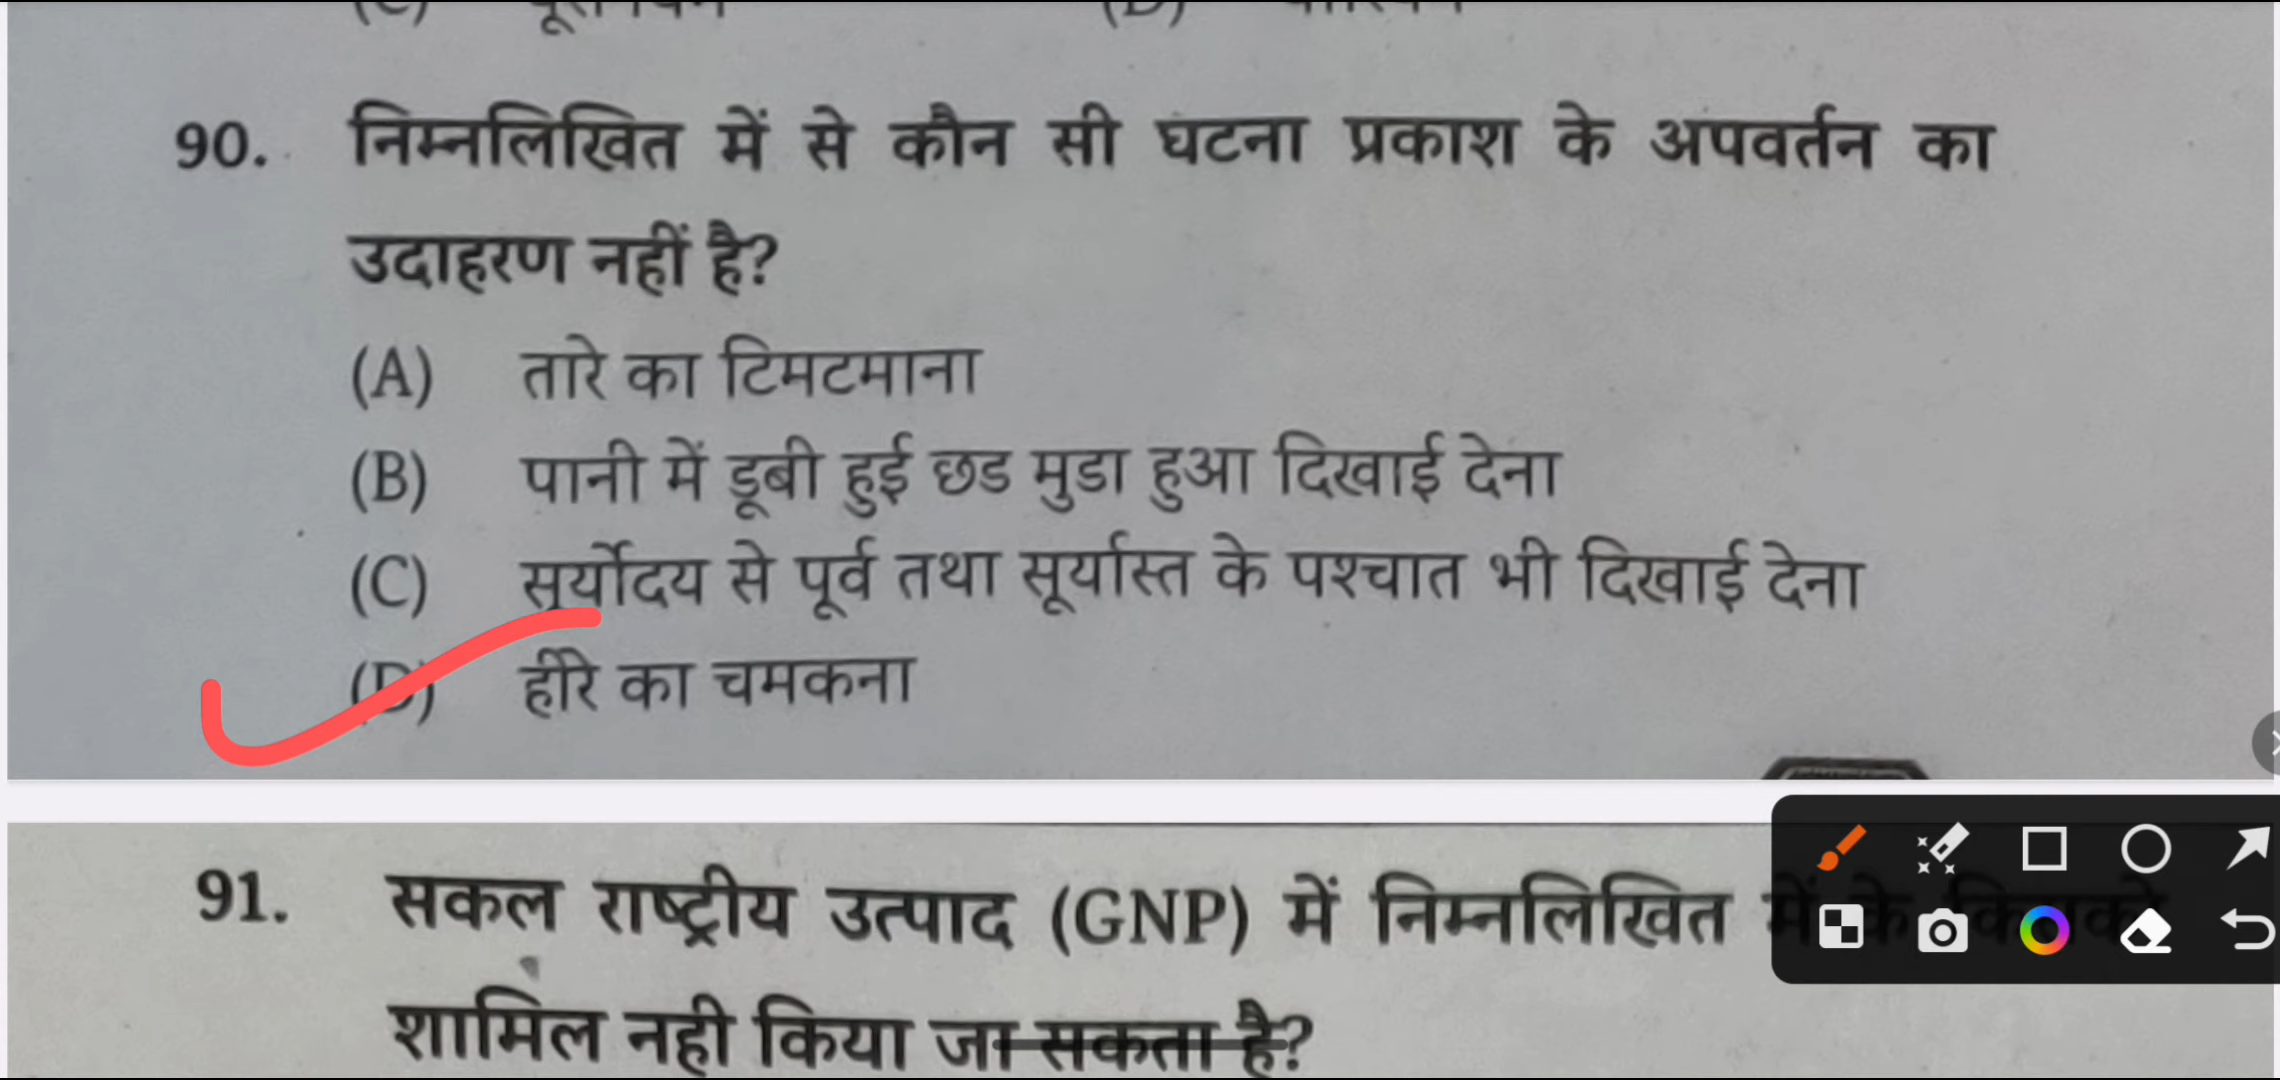 90. निम्नलिखित में से कौन सी घटना प्रकाश के अपवर्तन का
उदाहरण नहीं है?
(A) तारे का टिमटमाना
(B) पानी में डूबी हुई छड मुडा हुआ दिखाई देना
(C) सूर्योदय से पूर्व तथा सूर्यास्त के पश्चात भी दिखाई देना
(D) हीरे का चमकना
91. सकल राष्ट्रीय उत्पाद (GNP) में निम्नलिखित में के किसको
शामिल नही किया जा सकता है?